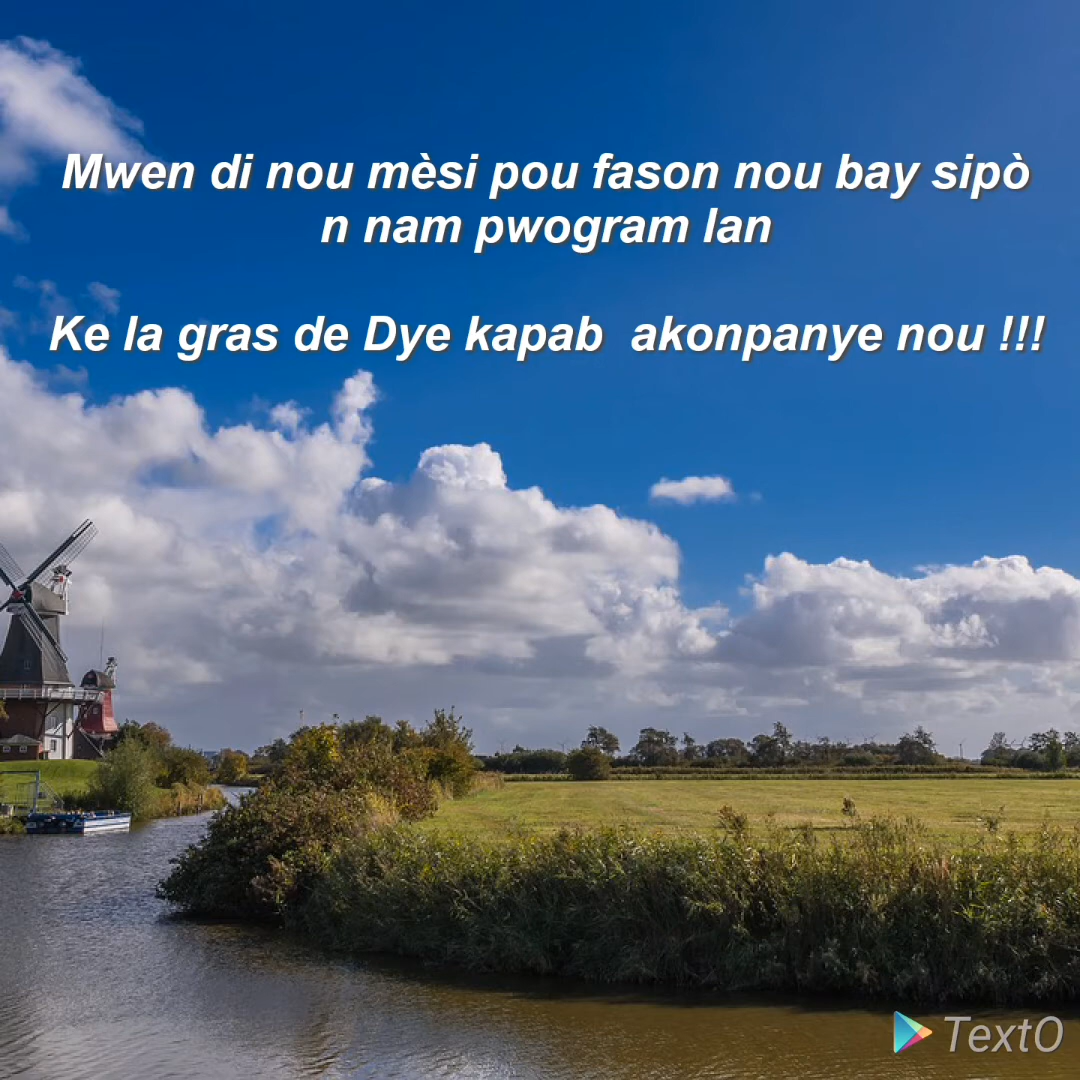 Mwen di nou mèsi pou fason nou bay sipò
n nam pwogram lan
Ke la gras de Dye kapab  akonpanye nou !!!
TextO